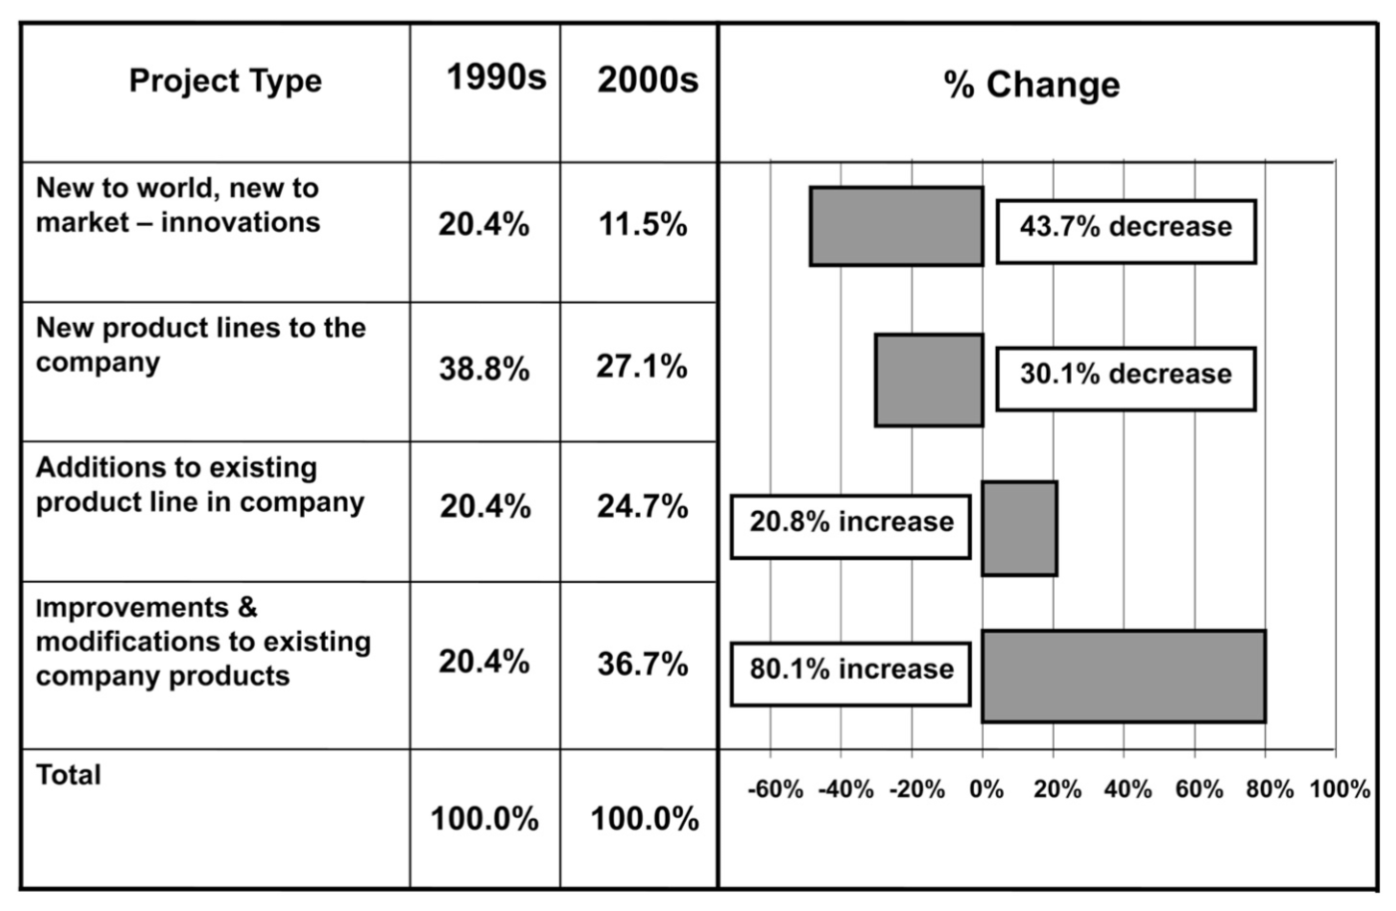 Project Type
1990s
2000s
% Change
New to world, new to
market – innovations
20.4%
11.5%
43.7% decrease
New product lines to the
company
38.8%
27.1%
30.1% decrease
Additions to existing
product line in company
20.4%
24.7%
20.8% increase
Improvements &
modifications to existing
company products
20.4%
36.7%
80.1% increase
Total
100.0%
100.0%
-60% -40% -20% 0% 20% 40% 60% 80% 100%